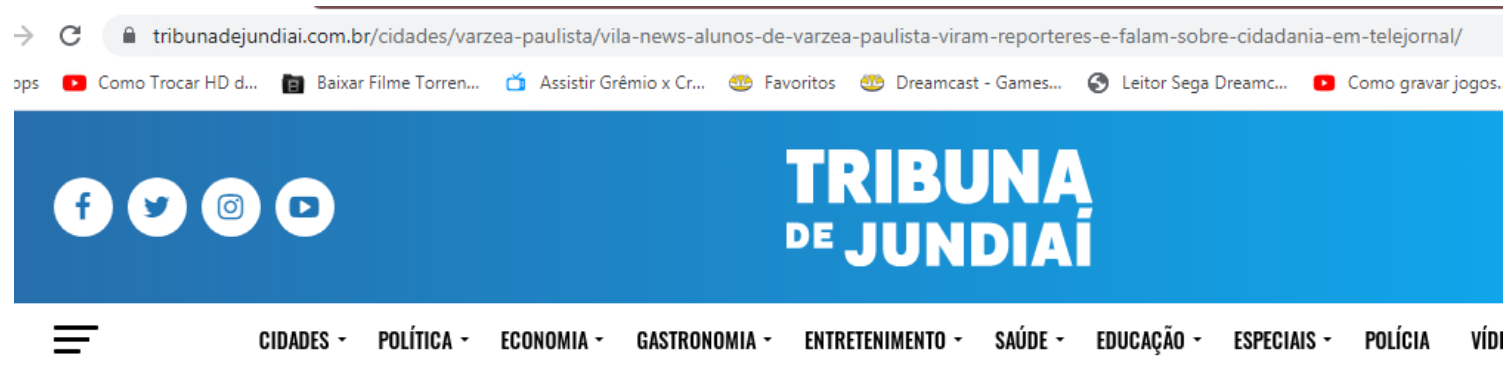 tribunadejundiai.com.br/cidades/varzea-paulista/vila-news-alunos-de-varzea-paulista-viram-reporteres-e-falam-sobre-cidadania-em-telejornal/
ops Como Trocar HD d... Baixar Filme Torren... Assistir Grêmio x Cr... Favoritos Dreamcast - Games... Leitor Sega Dreamc... Como gravar jogos...
TRIBUNA
DE JUNDIAÍ
CIDADES POLÍTICA ECONOMIA GASTRONOMIA ENTRETENIMENTO SAÚDE EDUCAÇÃO ESPECIAIS POLÍCIA